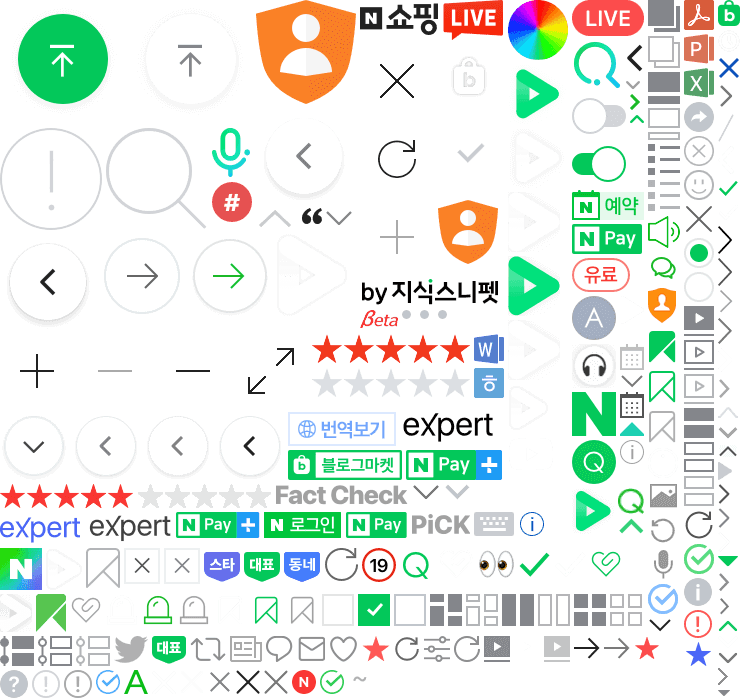 N 쇼핑 LIVE
LIVE
P
b
X
#
“
N 예약
N Pay
by 지식스니펫
Beta
유료
A
W
ㅎ
번역보기
expert
b 블로그마켓
N Pay +
N
Q
Fact Check
expert
expert
N Pay +
N 로그인
N Pay
PiCK
i
i
N
스타
대표
동네
19
i
대표
?
!
!
A
N
~